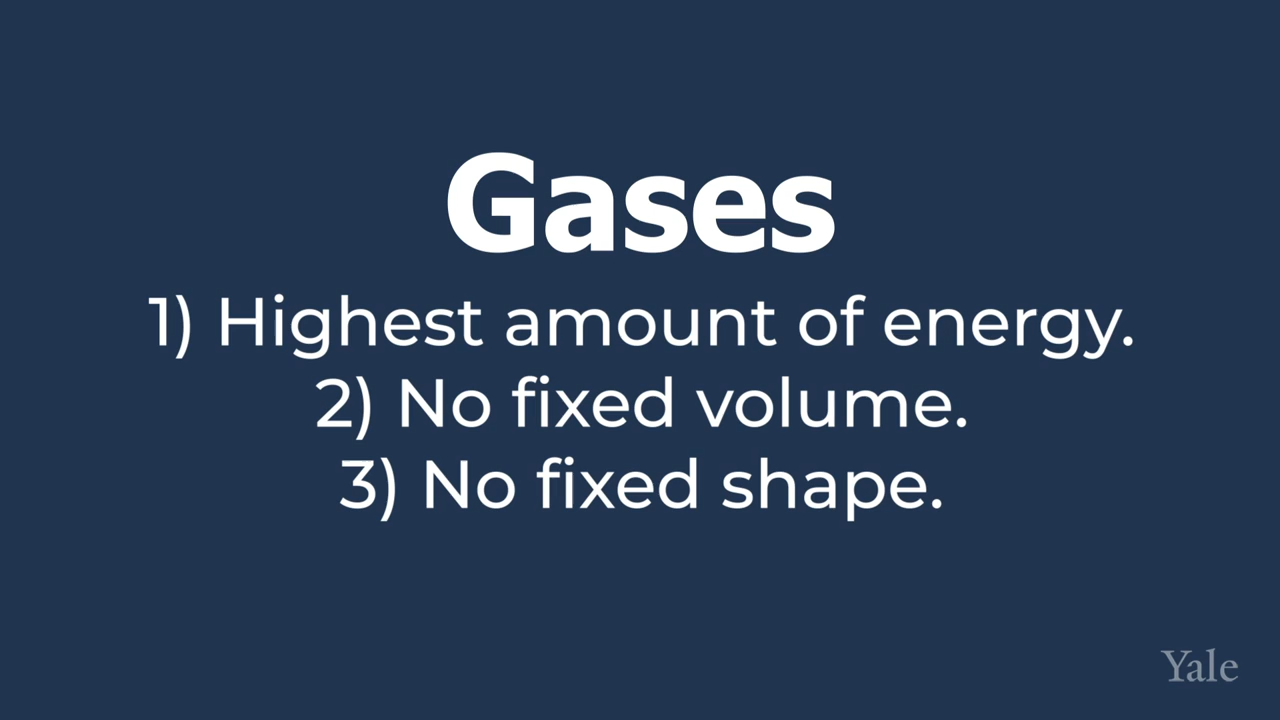 Gases
1) Highest amount of energy.
2) No fixed volume.
3) No fixed shape.
Yale